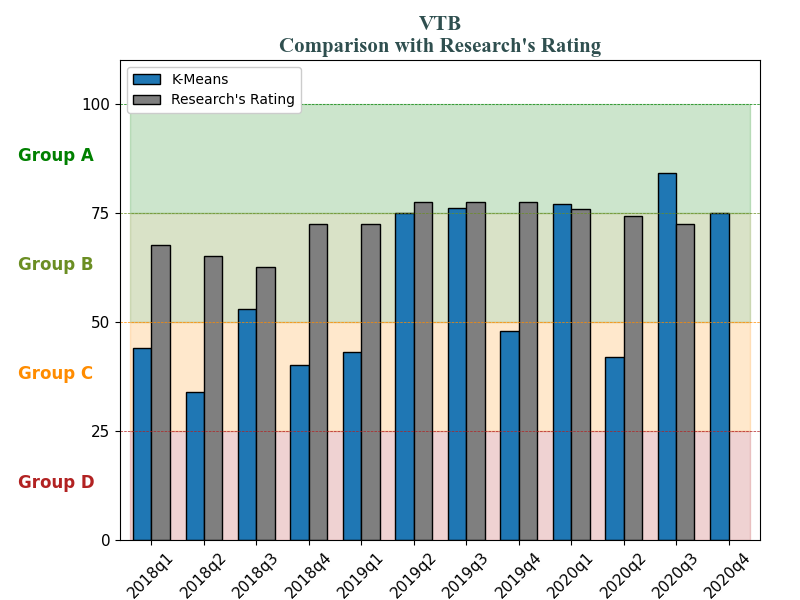 VTB
Comparison with Research's Rating
K-Means
Research's Rating
100
Group A
75
Group B
50
Group C
25
Group D
0
2018q1
2018q2
2018q3
2018q4
2019q1
2019q2
2019q3
2019q4
2020q1
2020q2
2020q3
2020q4